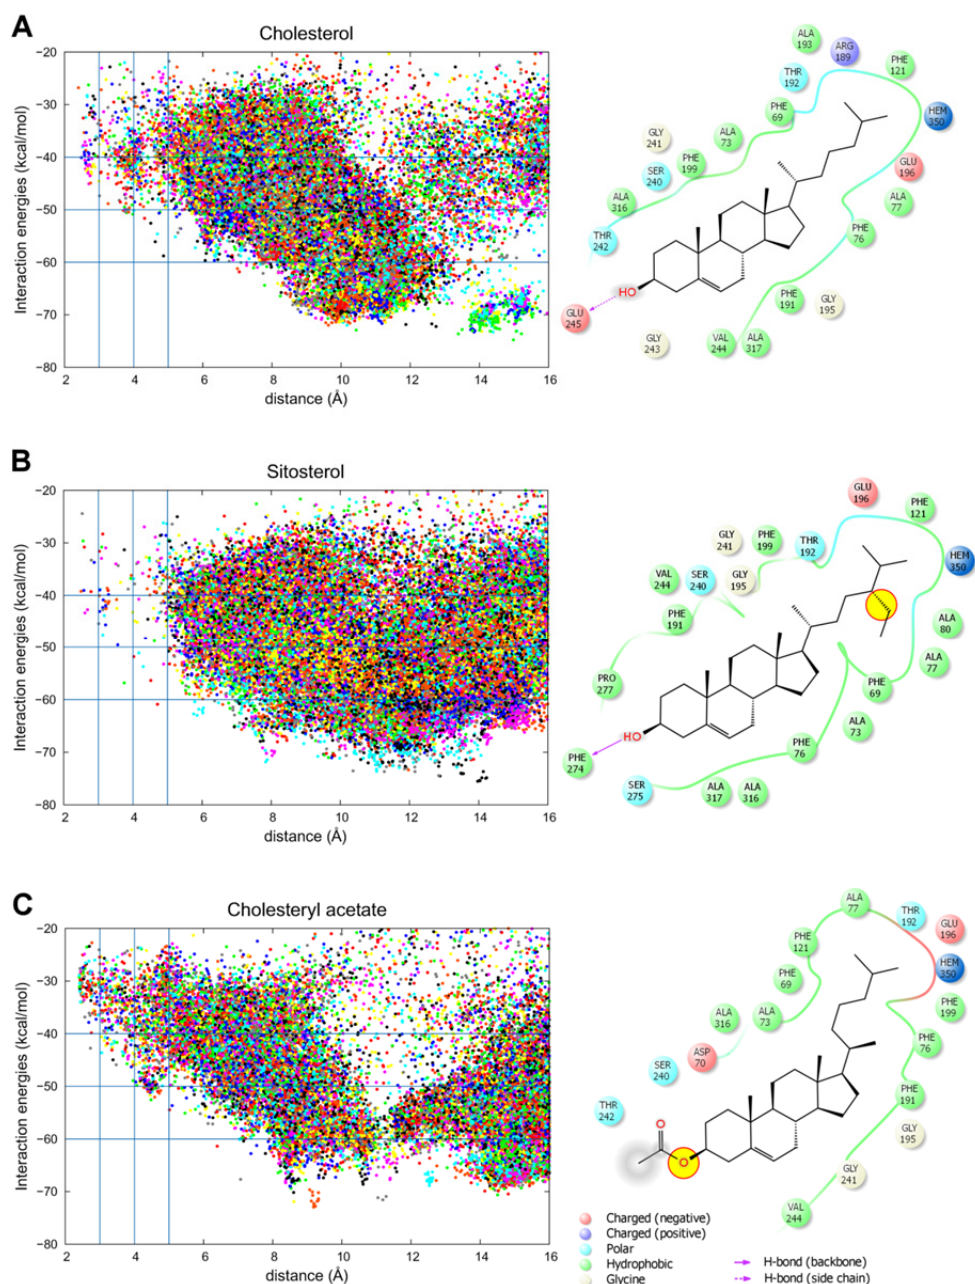 A
Cholesterol
Interaction energies (kcal/mol)
−20
−30
−40
−50
−60
−70
−80
2
4
6
8
10
12
14
16
distance (Å)
ALA
193
ARG
189
THR
192
PHE
121
PHE
69
HEM
350
GLY
241
ALA
73
PHE
199
GLU
196
SER
240
ALA
77
ALA
316
PHE
76
THR
242
HO
GLU
245
PHE
191
GLY
195
GLY
243
VAL
244
ALA
317
B
Sitosterol
Interaction energies (kcal/mol)
−20
−30
−40
−50
−60
−70
−80
2
4
6
8
10
12
14
16
distance (Å)
GLU
196
PHE
121
GLY
241
PHE
199
THR
192
HEM
350
VAL
244
SER
240
GLY
195
PHE
191
ALA
80
ALA
77
PRO
277
PHE
69
HO
ALA
73
PHE
76
PHE
274
SER
275
ALA
317
ALA
316
C
Cholesteryl acetate
Interaction energies (kcal/mol)
−20
−30
−40
−50
−60
−70
−80
2
4
6
8
10
12
14
16
distance (Å)
ALA
77
THR
192
GLU
196
PHE
121
HEM
350
PHE
69
PHE
199
ALA
316
ALA
73
PHE
76
ASP
70
SER
240
PHE
191
THR
242
GLY
195
O
O
GLY
241
VAL
244
Charged (negative)
Charged (positive)
Polar
Hydrophobic
Glycine
H-bond (backbone)
H-bond (side chain)